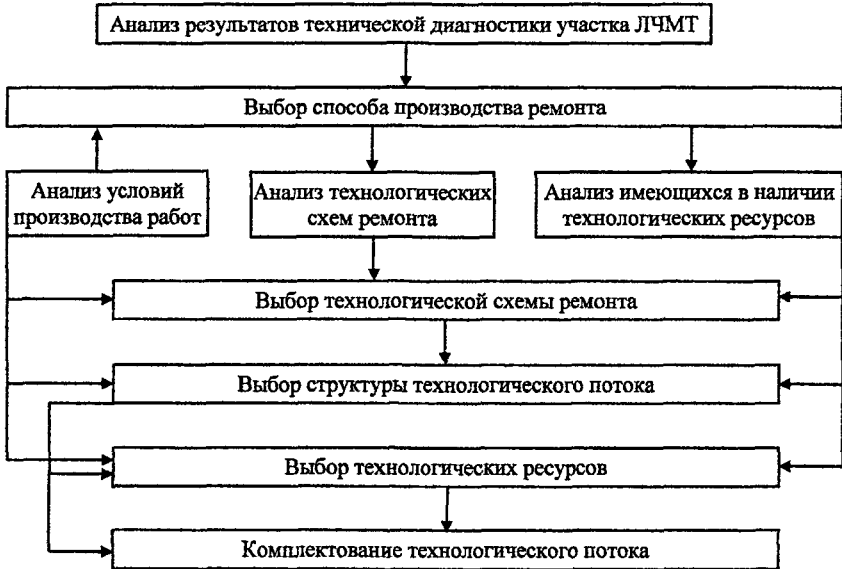 Анализ результатов технической диагностики участка ЛЧМТ
Выбор способа производства ремонта
Анализ условий
производства работ
Анализ технологических
схем ремонта
Анализ имеющихся в наличии
технологических ресурсов
Выбор технологической схемы ремонта
Выбор структуры технологического потока
Выбор технологических ресурсов
Комплектование технологического потока